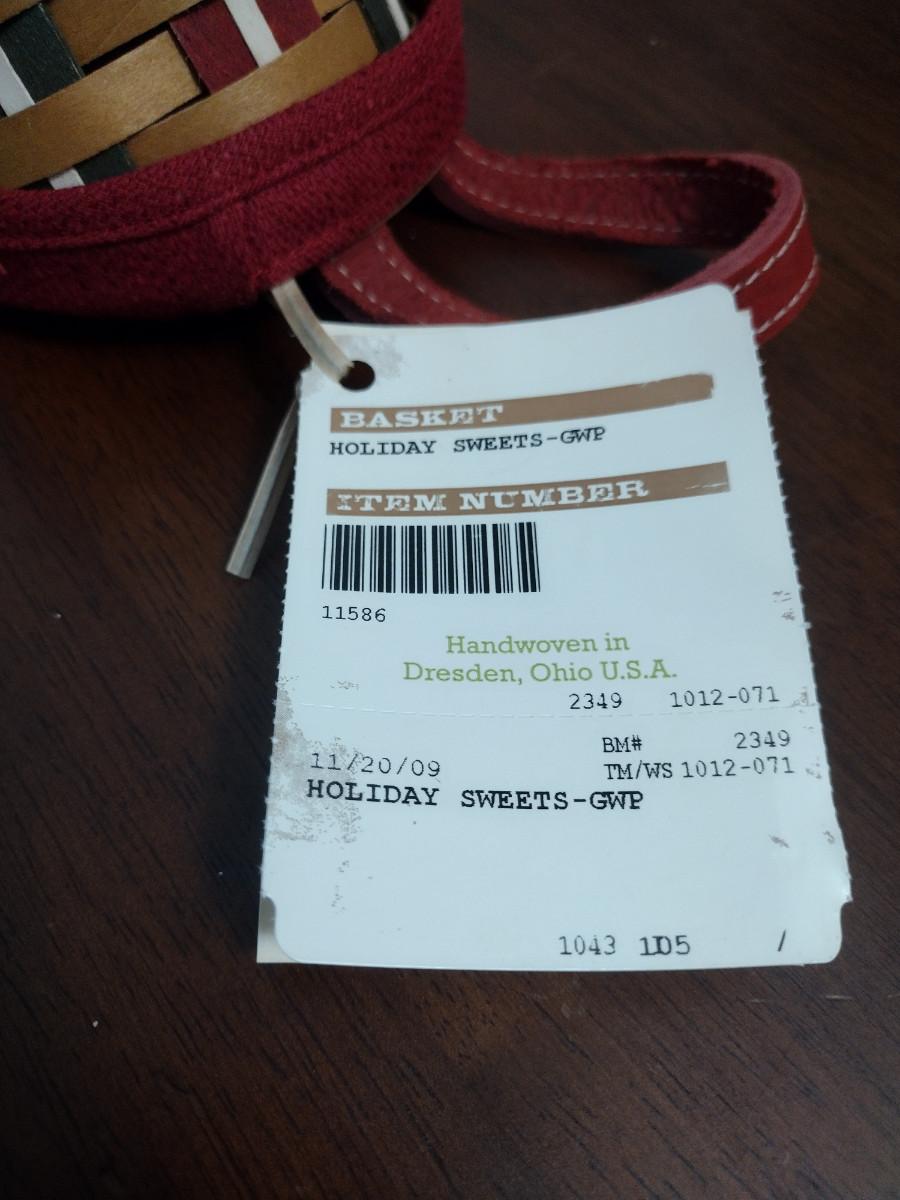 BASKET
HOLIDAY SWEETS-GWP
ITEM NUMBER
11586
Handwoven in
Dresden, Ohio U.S.A.
2349 1012-071
BM# 2349
11/20/09 TM/WS 1012-071
HOLIDAY SWEETS-GWP
1043 1D5 /